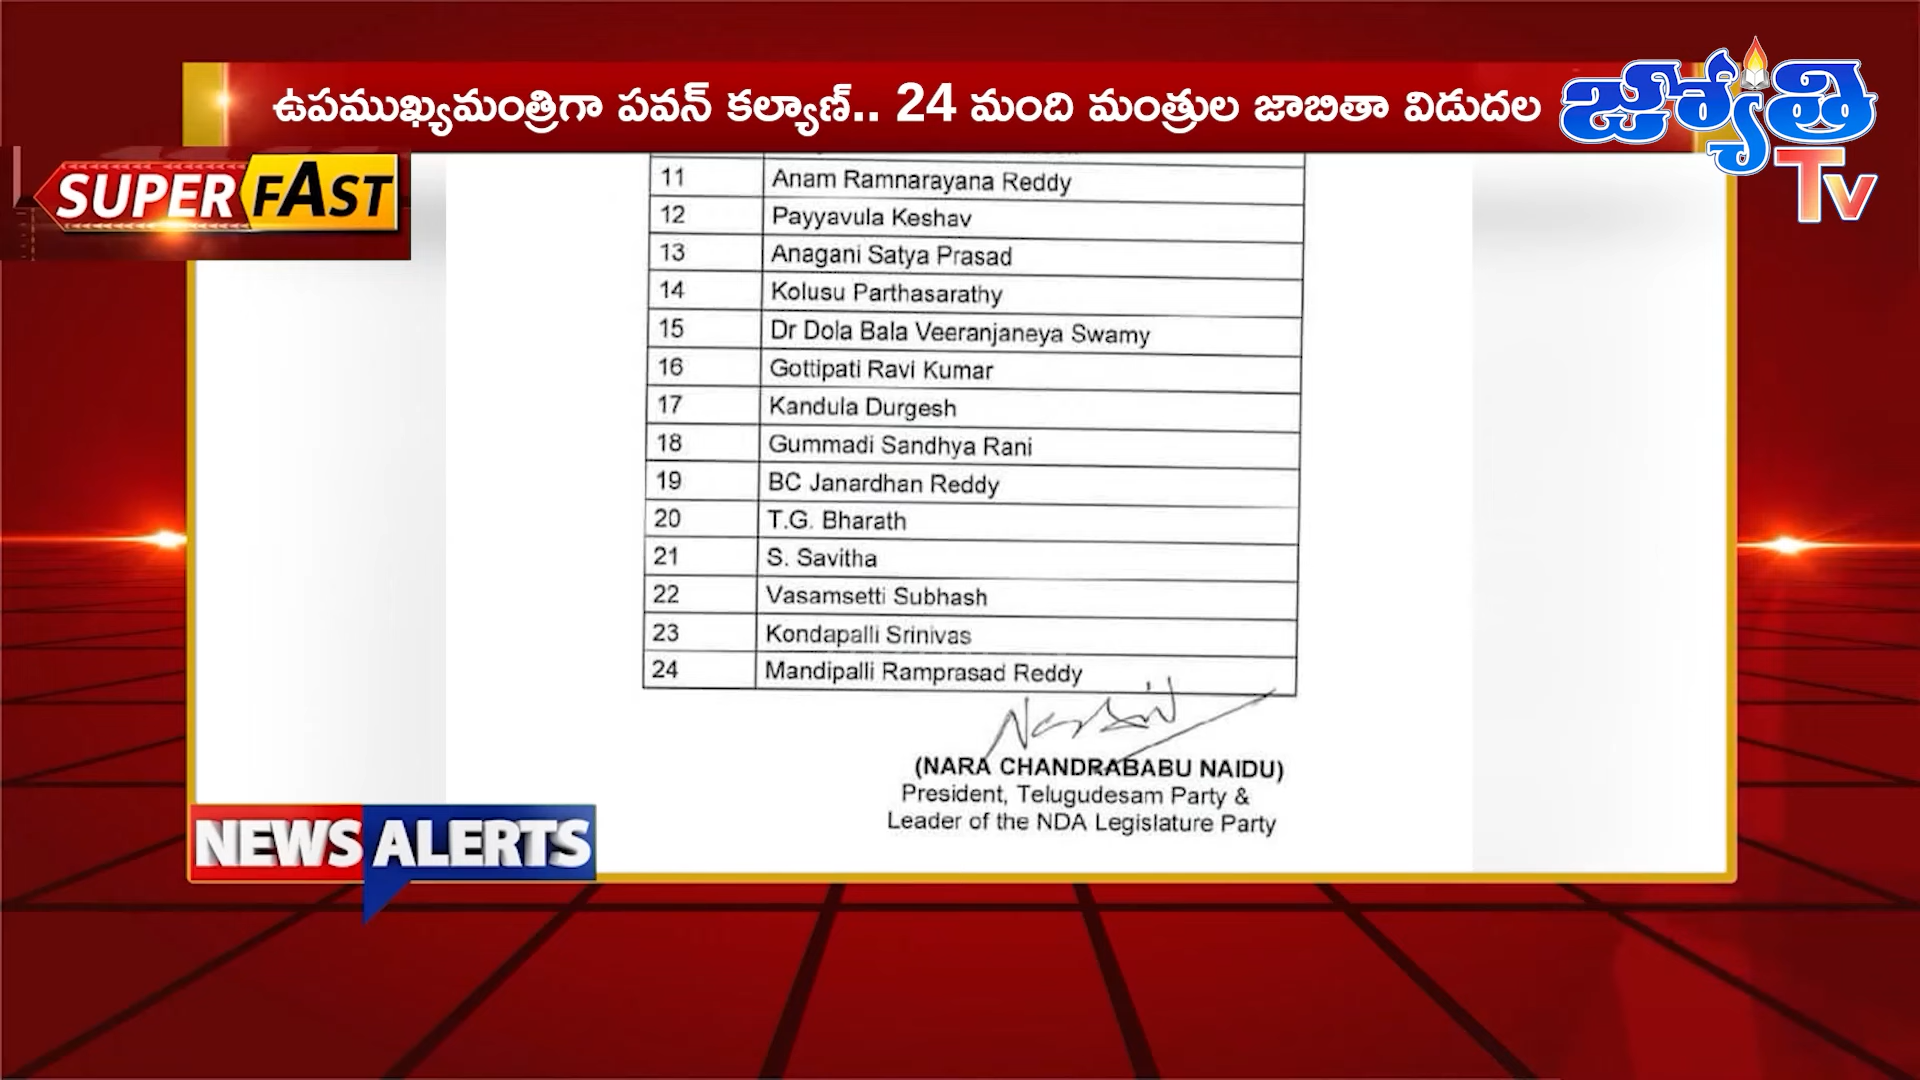 ఉపముఖ్యమంత్రిగా పవన్ కల్యాణ్.. 24 మంది మంత్రుల జాబితా విడుదల
జ్యోతి
Tv
SUPER FAST
11 Anam Ramnarayana Reddy
12 Payyavula Keshav
13 Anagani Satya Prasad
14 Kolusu Parthasarathy
15 Dr Dola Bala Veeranjaneya Swamy
16 Gottipati Ravi Kumar
17 Kandula Durgesh
18 Gummadi Sandhya Rani
19 BC Janardhan Reddy
20 T.G. Bharath
21 S. Savitha
22 Vasamsetti Subhash
23 Kondapalli Srinivas
24 Mandipalli Ramprasad Reddy
(NARA CHANDRABABU NAIDU)
President, Telugudesam Party &
Leader of the NDA Legislature Party
NEWS ALERTS